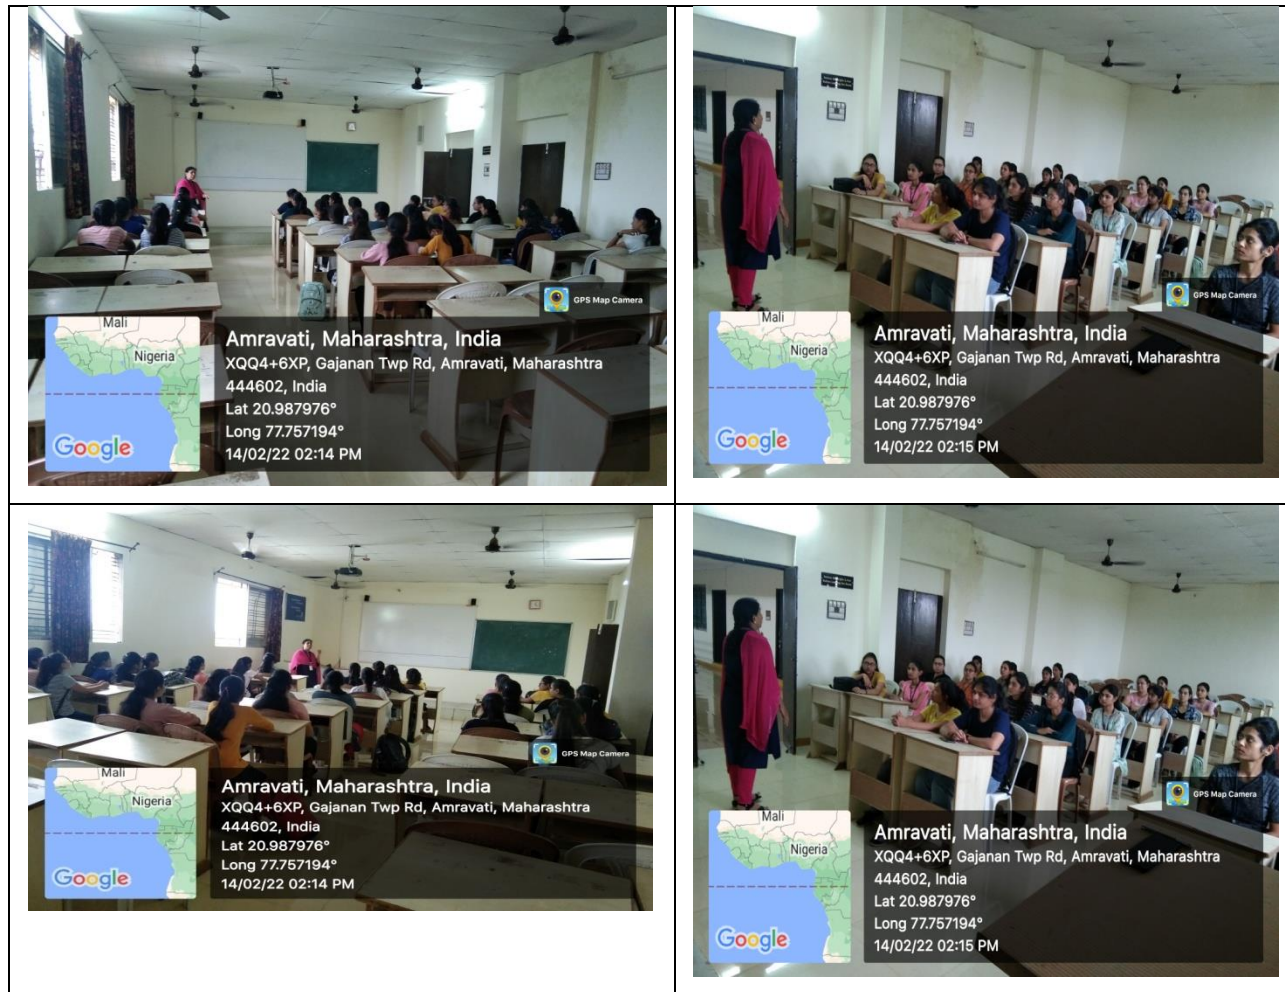 GPS Map Camera
Mali
Nigeria
Google
Amravati, Maharashtra, India
XQQ4+6XP, Gajanan Twp Rd, Amravati, Maharashtra
444602, India
Lat 20.987976°
Long 77.757194°
14/02/22 02:14 PM
GPS Map Camera
Mali
Nigeria
Google
Amravati, Maharashtra, India
XQQ4+6XP, Gajanan Twp Rd, Amravati, Maharashtra
444602, India
Lat 20.987976°
Long 77.757194°
14/02/22 02:15 PM
GPS Map Camera
Mali
Nigeria
Google
Amravati, Maharashtra, India
XQQ4+6XP, Gajanan Twp Rd, Amravati, Maharashtra
444602, India
Lat 20.987976°
Long 77.757194°
14/02/22 02:14 PM
GPS Map Camera
Mali
Nigeria
Google
Amravati, Maharashtra, India
XQQ4+6XP, Gajanan Twp Rd, Amravati, Maharashtra
444602, India
Lat 20.987976°
Long 77.757194°
14/02/22 02:15 PM